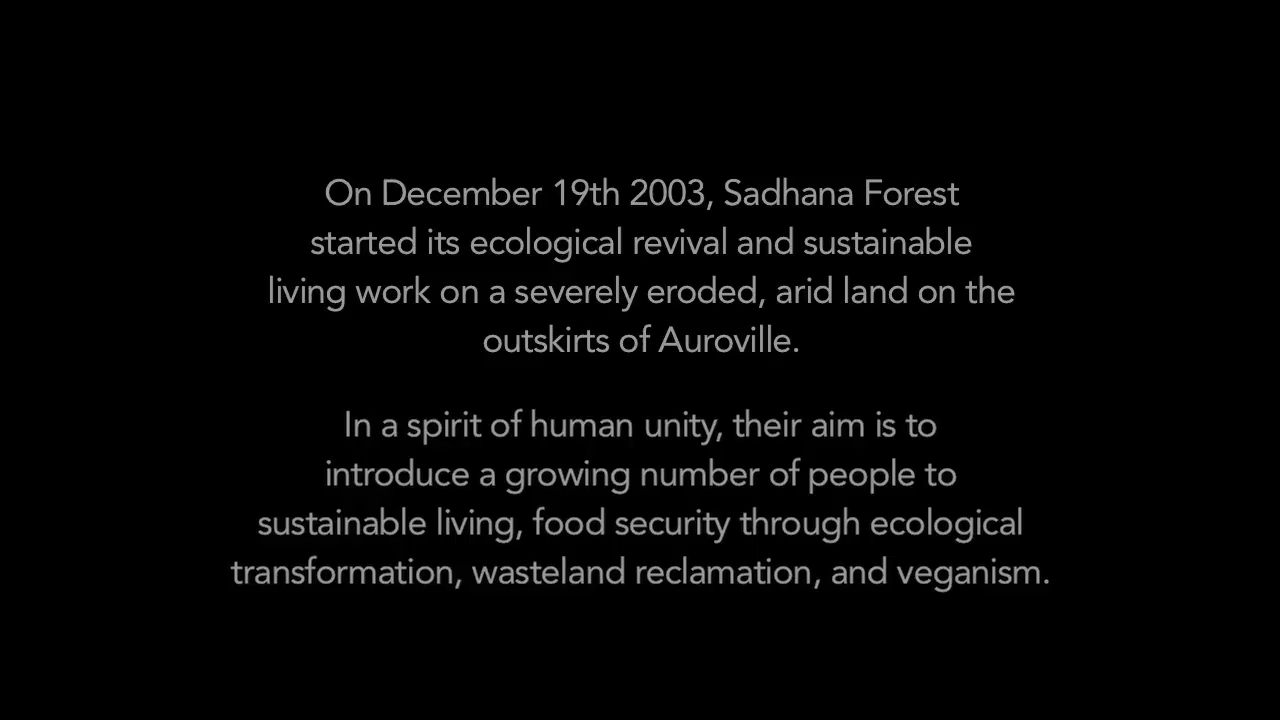 On December 19th 2003, Sadhana Forest
started its ecological revival and sustainable
living work on a severely eroded, arid land on the
outskirts of Auroville.
In a spirit of human unity, their aim is to
introduce a growing number of people to
sustainable living, food security through ecological
transformation, wasteland reclamation, and veganism.